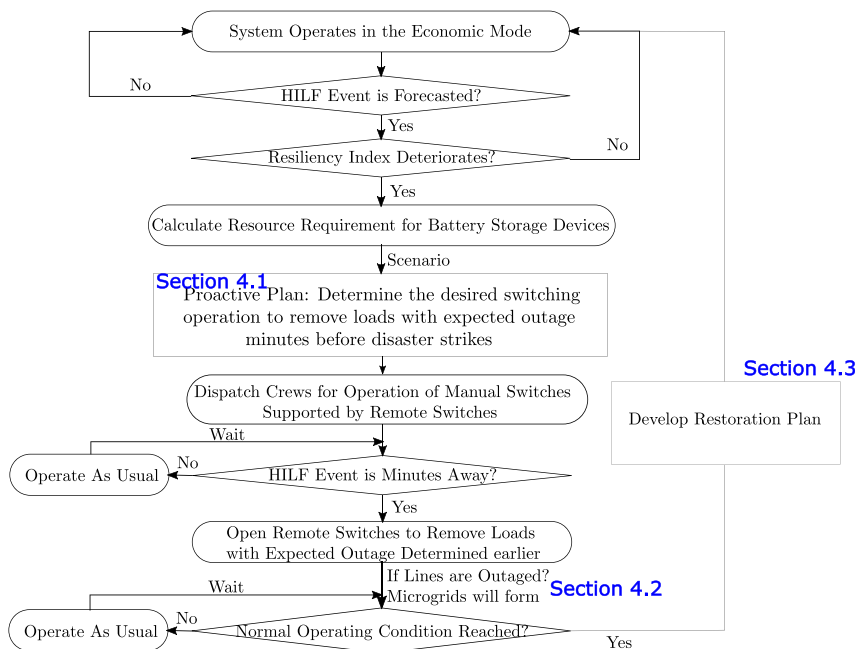 System Operates in the Economic Mode
No
HILF Event is Forecasted?
Yes
Resiliency Index Deteriorates?
No
Yes
Calculate Resource Requirement for Battery Storage Devices
Scenario
Section 4.1
Proactive Plan: Determine the desired switching
operation to remove loads with expected outage
minutes before disaster strikes
Section 4.3
Dispatch Crews for Operation of Manual Switches
Supported by Remote Switches
Develop Restoration Plan
Wait
No
Operate As Usual
HILF Event is Minutes Away?
Yes
Open Remote Switches to Remove Loads
with Expected Outage Determined earlier
If Lines are Outaged?
Microgrids will form
Section 4.2
Wait
No
Operate As Usual
Normal Operating Condition Reached?
Yes